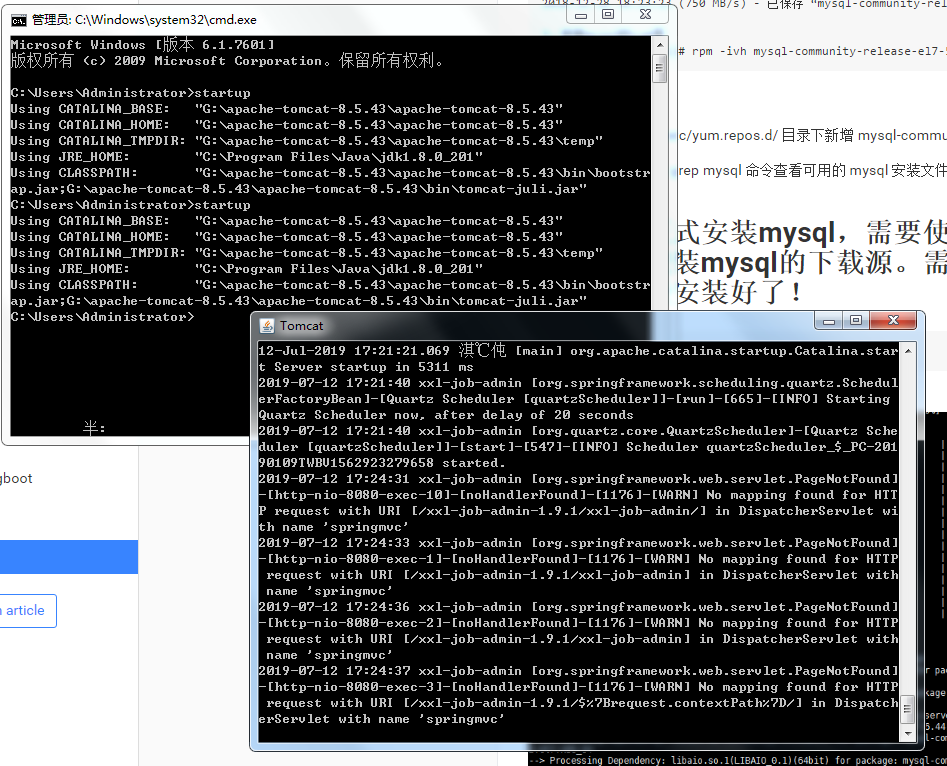 管理员: C:\Windows\system32\cmd.exe
Microsoft Windows [版本 6.1.7601]
版权所有 (c) 2009 Microsoft Corporation。保留所有权利。
C:\Users\Administrator>startup
Using CATALINA_BASE:   "G:\apache-tomcat-8.5.43\apache-tomcat-8.5.43"
Using CATALINA_HOME:   "G:\apache-tomcat-8.5.43\apache-tomcat-8.5.43"
Using CATALINA_TMPDIR: "G:\apache-tomcat-8.5.43\apache-tomcat-8.5.43\temp"
Using JRE_HOME:        "C:\Program Files\Java\jdk1.8.0_201"
Using CLASSPATH:       "G:\apache-tomcat-8.5.43\apache-tomcat-8.5.43\bin\bootstr
ap.jar;G:\apache-tomcat-8.5.43\apache-tomcat-8.5.43\bin\tomcat-juli.jar"
C:\Users\Administrator>startup
Using CATALINA_BASE:   "G:\apache-tomcat-8.5.43\apache-tomcat-8.5.43"
Using CATALINA_HOME:   "G:\apache-tomcat-8.5.43\apache-tomcat-8.5.43"
Using CATALINA_TMPDIR: "G:\apache-tomcat-8.5.43\apache-tomcat-8.5.43\temp"
Using JRE_HOME:        "C:\Program Files\Java\jdk1.8.0_201"
Using CLASSPATH:       "G:\apache-tomcat-8.5.43\apache-tomcat-8.5.43\bin\bootstr
ap.jar;G:\apache-tomcat-8.5.43\apache-tomcat-8.5.43\bin\tomcat-juli.jar"
C:\Users\Administrator>
半:
(750 MB/s) - 已保存 "mysql-community-rel
# rpm -ivh mysql-community-release-el7-5
c/yum.repos.d/ 目录下新增 mysql-commu
rep mysql 命令查看可用的 mysql 安装文件
式安装mysql，需要使
装mysql的下载源。需
安装好了！
Tomcat
12-Jul-2019 17:21:21.069 淇℃伅 [main] org.apache.catalina.startup.Catalina.star
t Server startup in 5311 ms
2019-07-12 17:21:40 xxl-job-admin [org.springframework.scheduling.quartz.Schedul
erFactoryBean]-[Quartz Scheduler [quartzScheduler]]-[run]-[665]-[INFO] Starting
Quartz Scheduler now, after delay of 20 seconds
2019-07-12 17:21:40 xxl-job-admin [org.quartz.core.QuartzScheduler]-[Quartz Sche
duler [quartzScheduler]]-[start]-[547]-[INFO] Scheduler quartzScheduler_$_PC-201
90109TWBV1562923279658 started.
2019-07-12 17:24:31 xxl-job-admin [org.springframework.web.servlet.PageNotFound]
-[http-nio-8080-exec-10]-[noHandlerFound]-[1176]-[WARN] No mapping found for HTT
P request with URI [/xxl-job-admin-1.9.1/xxl-job-admin/] in DispatcherServlet wi
th name 'springmvc'
2019-07-12 17:24:33 xxl-job-admin [org.springframework.web.servlet.PageNotFound]
-[http-nio-8080-exec-1]-[noHandlerFound]-[1176]-[WARN] No mapping found for HTTP
request with URI [/xxl-job-admin-1.9.1/xxl-job-admin] in DispatcherServlet with
name 'springmvc'
2019-07-12 17:24:36 xxl-job-admin [org.springframework.web.servlet.PageNotFound]
-[http-nio-8080-exec-2]-[noHandlerFound]-[1176]-[WARN] No mapping found for HTTP
request with URI [/xxl-job-admin-1.9.1/xxl-job-admin] in DispatcherServlet with
name 'springmvc'
2019-07-12 17:24:37 xxl-job-admin [org.springframework.web.servlet.PageNotFound]
-[http-nio-8080-exec-3]-[noHandlerFound]-[1176]-[WARN] No mapping found for HTTP
request with URI [/xxl-job-admin-1.9.1/$%7Brequest.contextPath%7D/] in Dispatch
erServlet with name 'springmvc'
gboot
article
--> Processing Dependency: libaio.so.1(LIBAIO_0.1)(64bit) for package: mysql-com